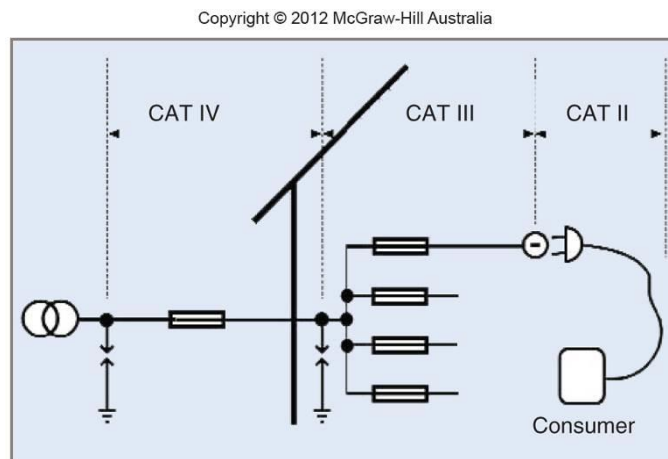 Copyright © 2012 McGraw-Hill Australia
CAT IV
CAT III
CAT II
Consumer